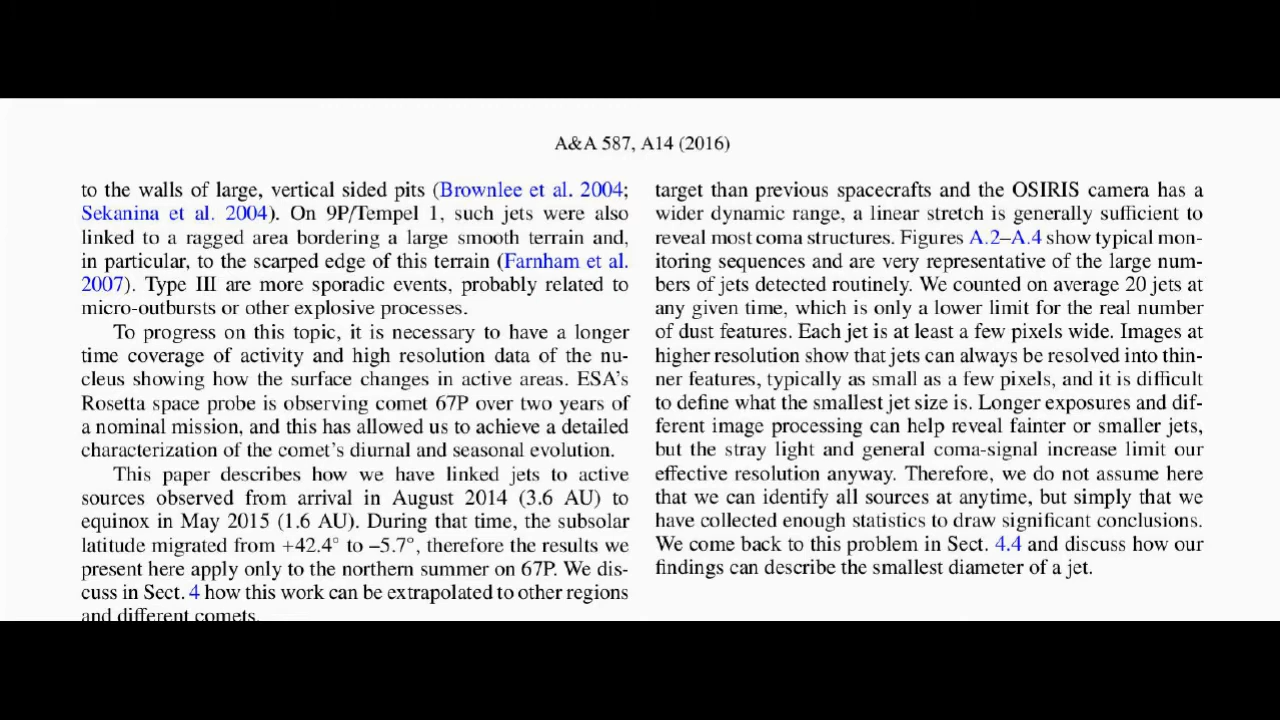 A&A 587, A14 (2016)
to the walls of large, vertical sided pits (Brownlee et al. 2004;
Sekanina et al. 2004). On 9P/Tempel 1, such jets were also
linked to a ragged area bordering a large smooth terrain and,
in particular, to the scarped edge of this terrain (Farnham et al.
2007). Type III are more sporadic events, probably related to
micro-outbursts or other explosive processes.
To progress on this topic, it is necessary to have a longer
time coverage of activity and high resolution data of the nu-
cleus showing how the surface changes in active areas. ESA's
Rosetta space probe is observing comet 67P over two years of
a nominal mission, and this has allowed us to achieve a detailed
characterization of the comet's diurnal and seasonal evolution.
This paper describes how we have linked jets to active
sources observed from arrival in August 2014 (3.6 AU) to
equinox in May 2015 (1.6 AU). During that time, the subsolar
latitude migrated from +42.4° to –5.7°, therefore the results we
present here apply only to the northern summer on 67P. We dis-
cuss in Sect. 4 how this work can be extrapolated to other regions
and different comets.
target than previous spacecrafts and the OSIRIS camera has a
wider dynamic range, a linear stretch is generally sufficient to
reveal most coma structures. Figures A.2–A.4 show typical mon-
itoring sequences and are very representative of the large num-
bers of jets detected routinely. We counted on average 20 jets at
any given time, which is only a lower limit for the real number
of dust features. Each jet is at least a few pixels wide. Images at
higher resolution show that jets can always be resolved into thin-
ner features, typically as small as a few pixels, and it is difficult
to define what the smallest jet size is. Longer exposures and dif-
ferent image processing can help reveal fainter or smaller jets,
but the stray light and general coma-signal increase limit our
effective resolution anyway. Therefore, we do not assume here
that we can identify all sources at anytime, but simply that we
have collected enough statistics to draw significant conclusions.
We come back to this problem in Sect. 4.4 and discuss how our
findings can describe the smallest diameter of a jet.